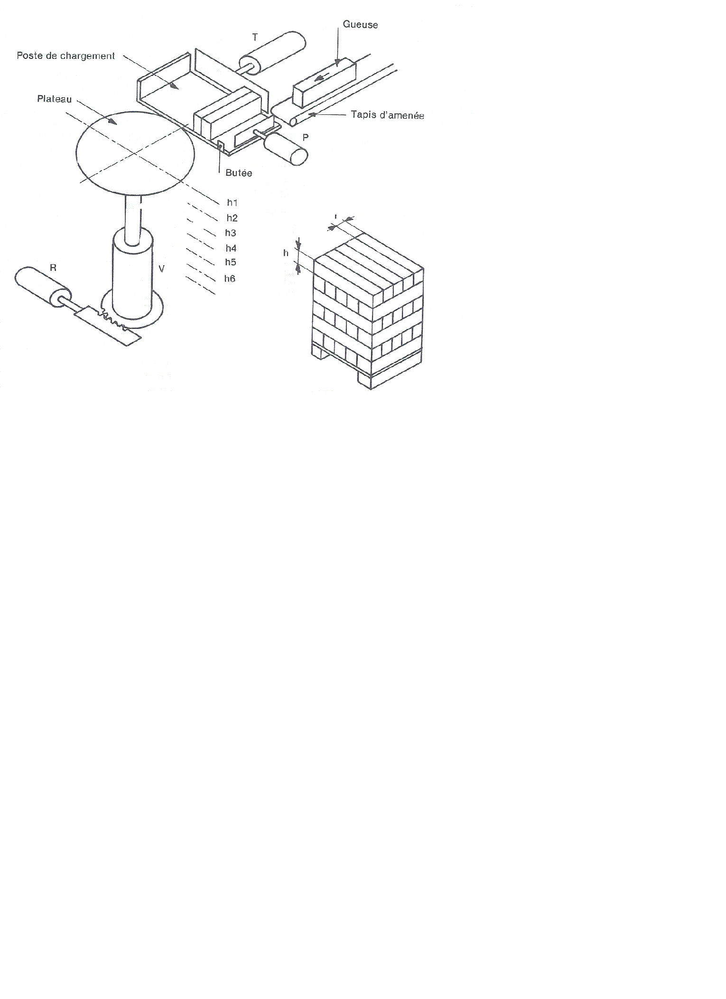 Gueuse
T
Poste de chargement
Plateau
Tapis d'amenée
P
Butée
h1
h2
h3
h4
h5
h6
h
R
V